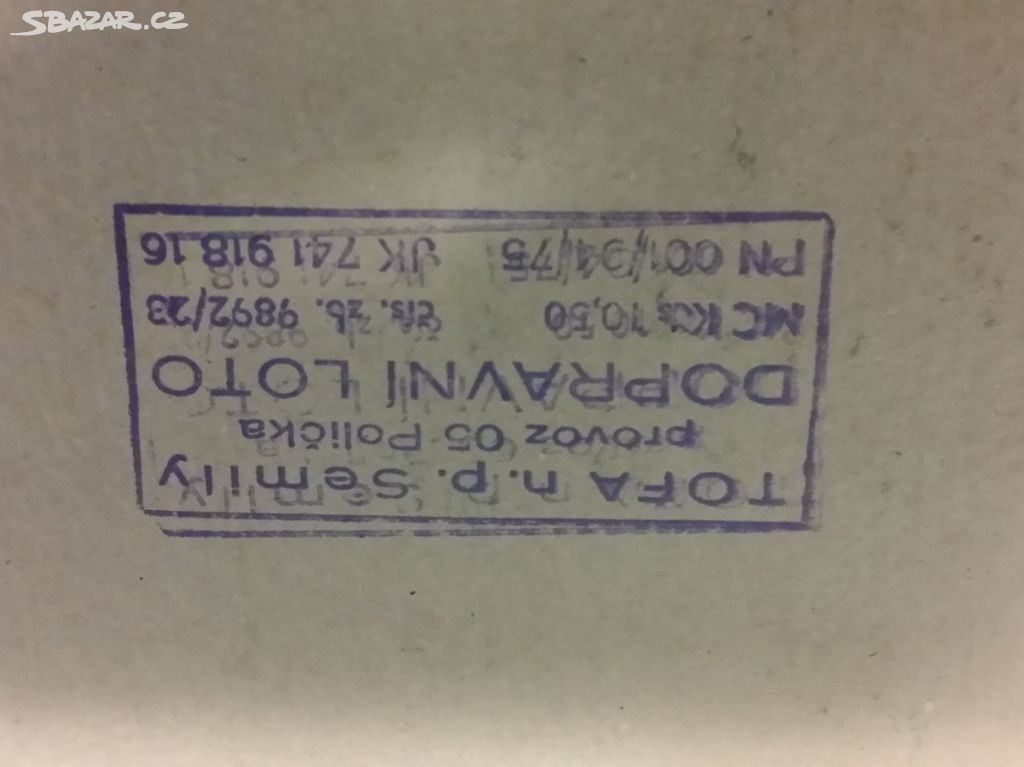 SBAZAR.CZ
TOFA n.p. Semily
provoz 05 Polička
DOPRAVNÍ LOTO
MC Kčs 10,50 čís. zb. 9892/23
PN 001/34/75 JK 741 918.16